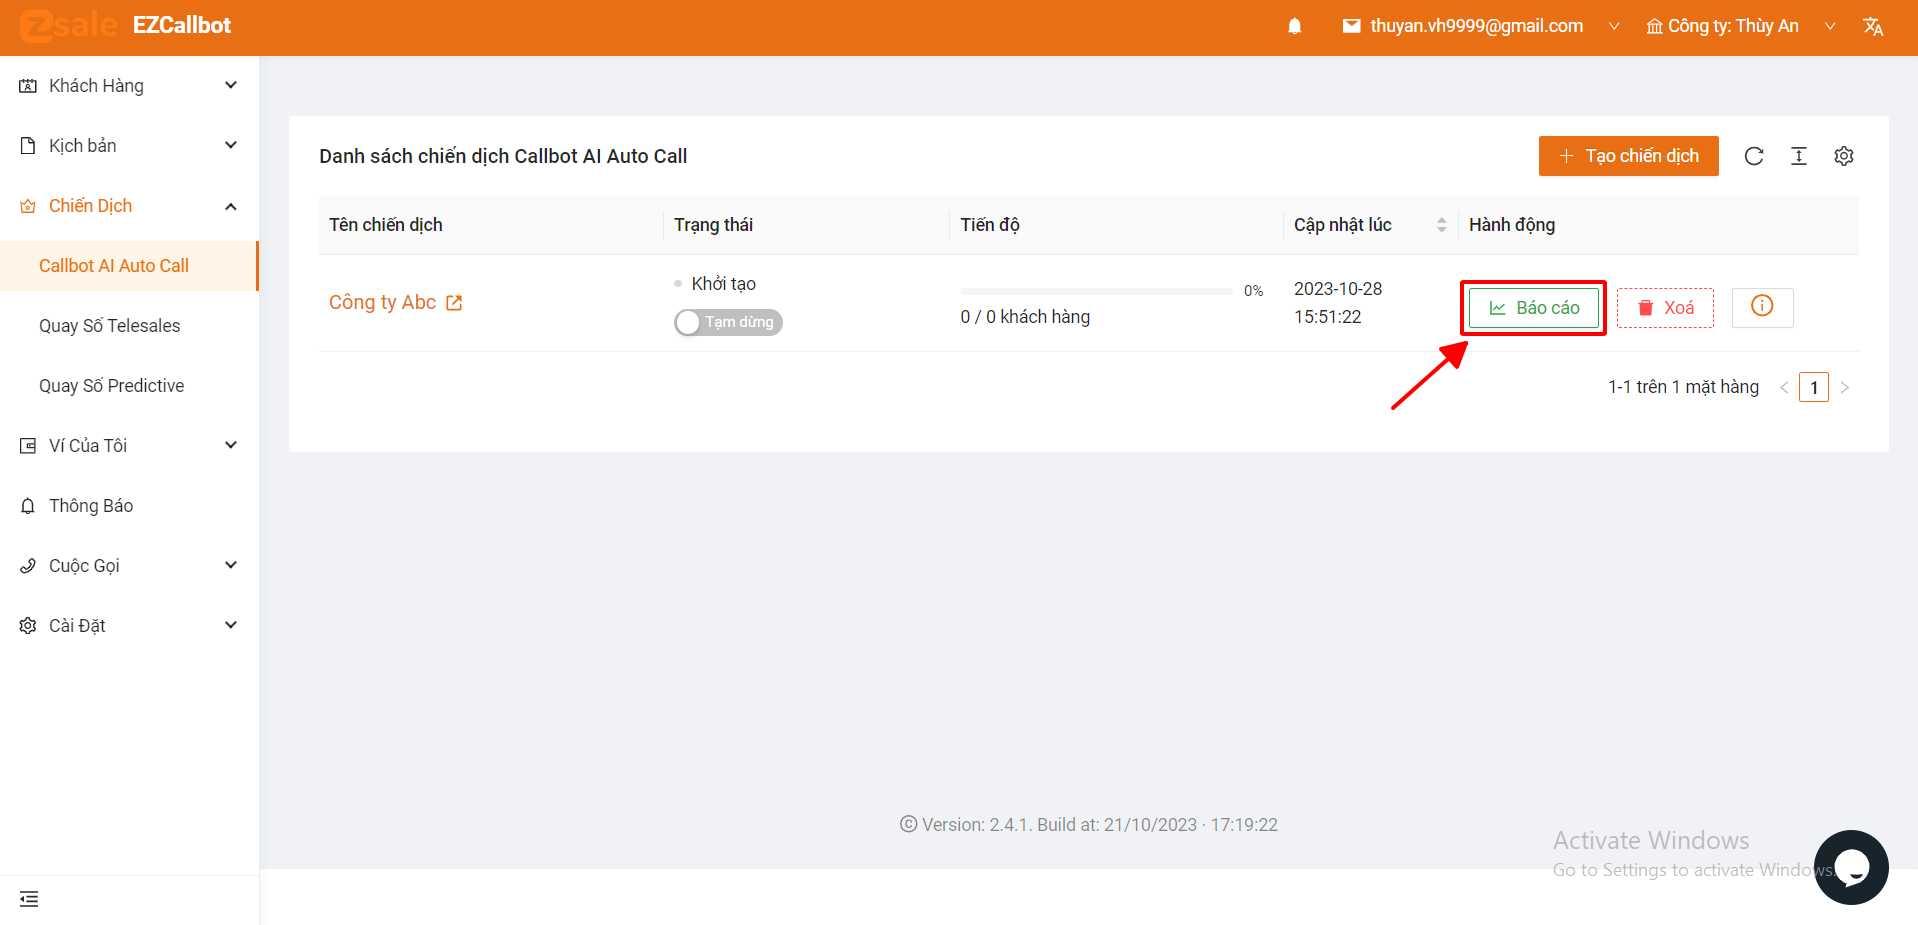 zsale EZCallbot
thuyan.vh9999@gmail.com
Công ty: Thùy An
Khách Hàng
Kịch bản
Chiến Dịch
Callbot AI Auto Call
Quay Số Telesales
Quay Số Predictive
Ví Của Tôi
Thông Báo
Cuộc Gọi
Cài Đặt
Danh sách chiến dịch Callbot AI Auto Call
+ Tạo chiến dịch
Tên chiến dịch Trạng thái Tiến độ Cập nhật lúc Hành động
Công ty Abc
Khởi tạo
Tạm dừng
0%
0 / 0 khách hàng
2023-10-28
15:51:22
Báo cáo
Xoá
1-1 trên 1 mặt hàng < 1 >
© Version: 2.4.1. Build at: 21/10/2023 · 17:19:22
Activate Windows
Go to Settings to activate Windows.